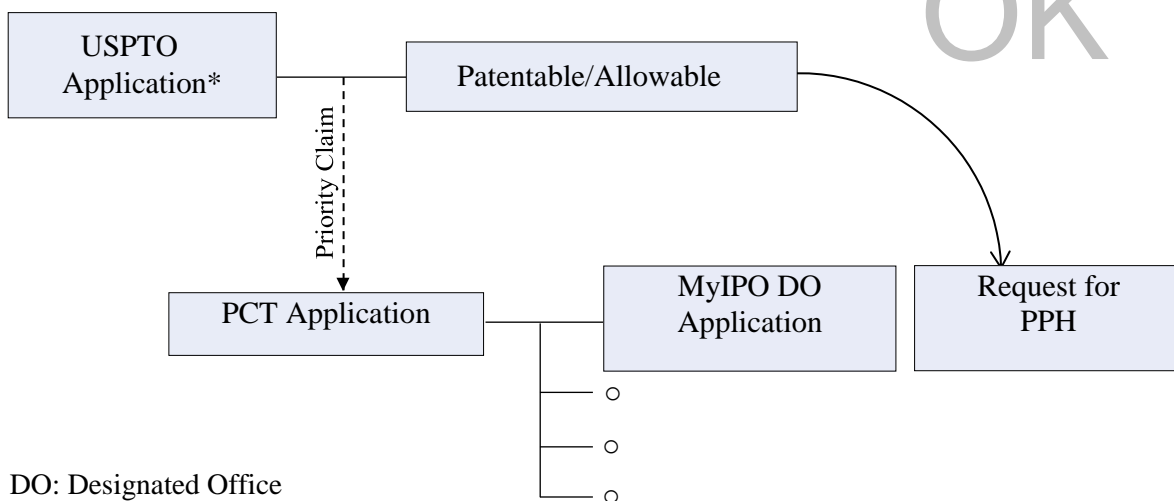 OK
USPTO
Application*
Patentable/Allowable
Priority Claim
PCT Application
MyIPO DO
Application
Request for
PPH
DO: Designated Office